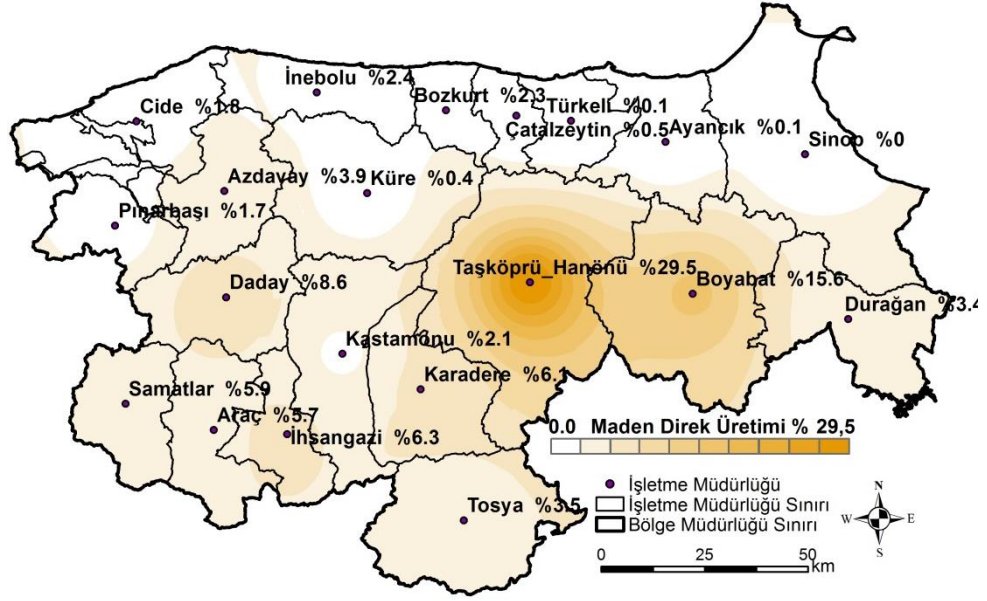 İnebolu %2.4
Cide %1.8
Bozkurt %2.3
Türkeli %0.1
Çatalzeytin %0.5
Ayancık %0.1
Sinop %0
Azdavay %3.9
Küre %0.4
Pınarbaşı %1.7
Taşköprü_Hanönü %29.5
Boyabat %15.6
Daday %8.6
Durağan %3.4
Kastamonu %2.1
Karadere %6.1
Samatlar %5.9
Araç %5.7
İhsangazi %6.3
0.0 Maden Direk Üretimi % 29,5
Tosya %3.5
İşletme Müdürlüğü
İşletme Müdürlüğü Sınırı
Bölge Müdürlüğü Sınırı
N
W
E
S
0 25 50
km